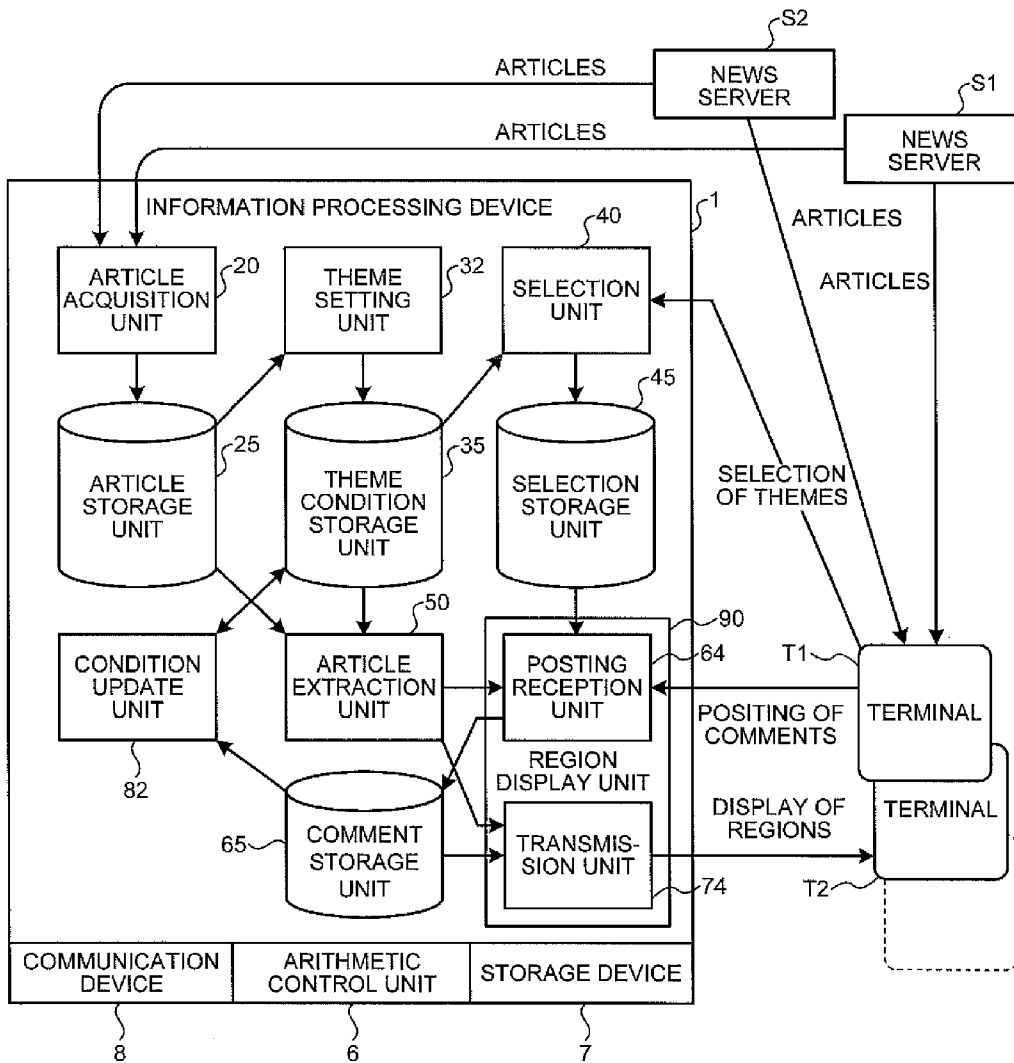 S2
NEWS
SERVER
ARTICLES
S1
NEWS
SERVER
ARTICLES
INFORMATION PROCESSING DEVICE
1
ARTICLES
ARTICLES
ARTICLE
ACQUISITION
UNIT
20
THEME
SETTING
UNIT
32
SELECTION
UNIT
40
ARTICLE
STORAGE
UNIT
25
THEME
CONDITION
STORAGE
UNIT
35
SELECTION
STORAGE
UNIT
45
SELECTION
OF THEMES
CONDITION
UPDATE
UNIT
82
ARTICLE
EXTRACTION
UNIT
50
90
POSTING
RECEPTION
UNIT
64
REGION
DISPLAY UNIT
POSITING OF
COMMENTS
T1
TERMINAL
65
COMMENT
STORAGE
UNIT
TRANSMIS-
SION UNIT
74
DISPLAY OF
REGIONS
TERMINAL
T2
COMMUNICATION
DEVICE
ARITHMETIC
CONTROL UNIT
STORAGE DEVICE
8
6
7